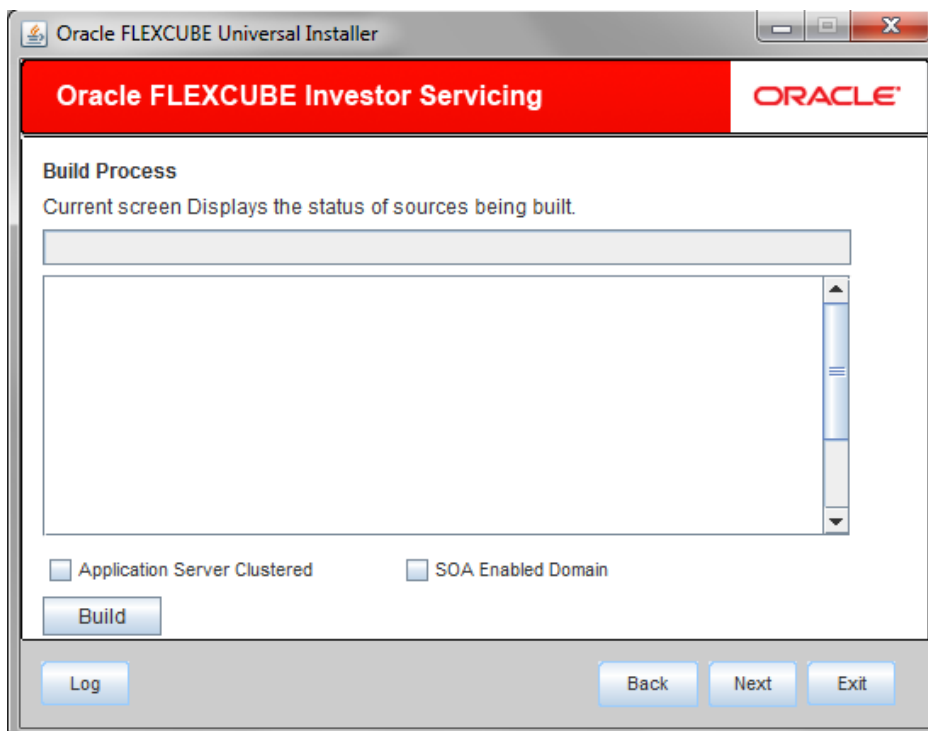 Oracle FLEXCUBE Universal Installer
Oracle FLEXCUBE Investor Servicing
ORACLE
Build Process
Current screen Displays the status of sources being built.
Application Server Clustered
SOA Enabled Domain
Build
Log
Back
Next
Exit